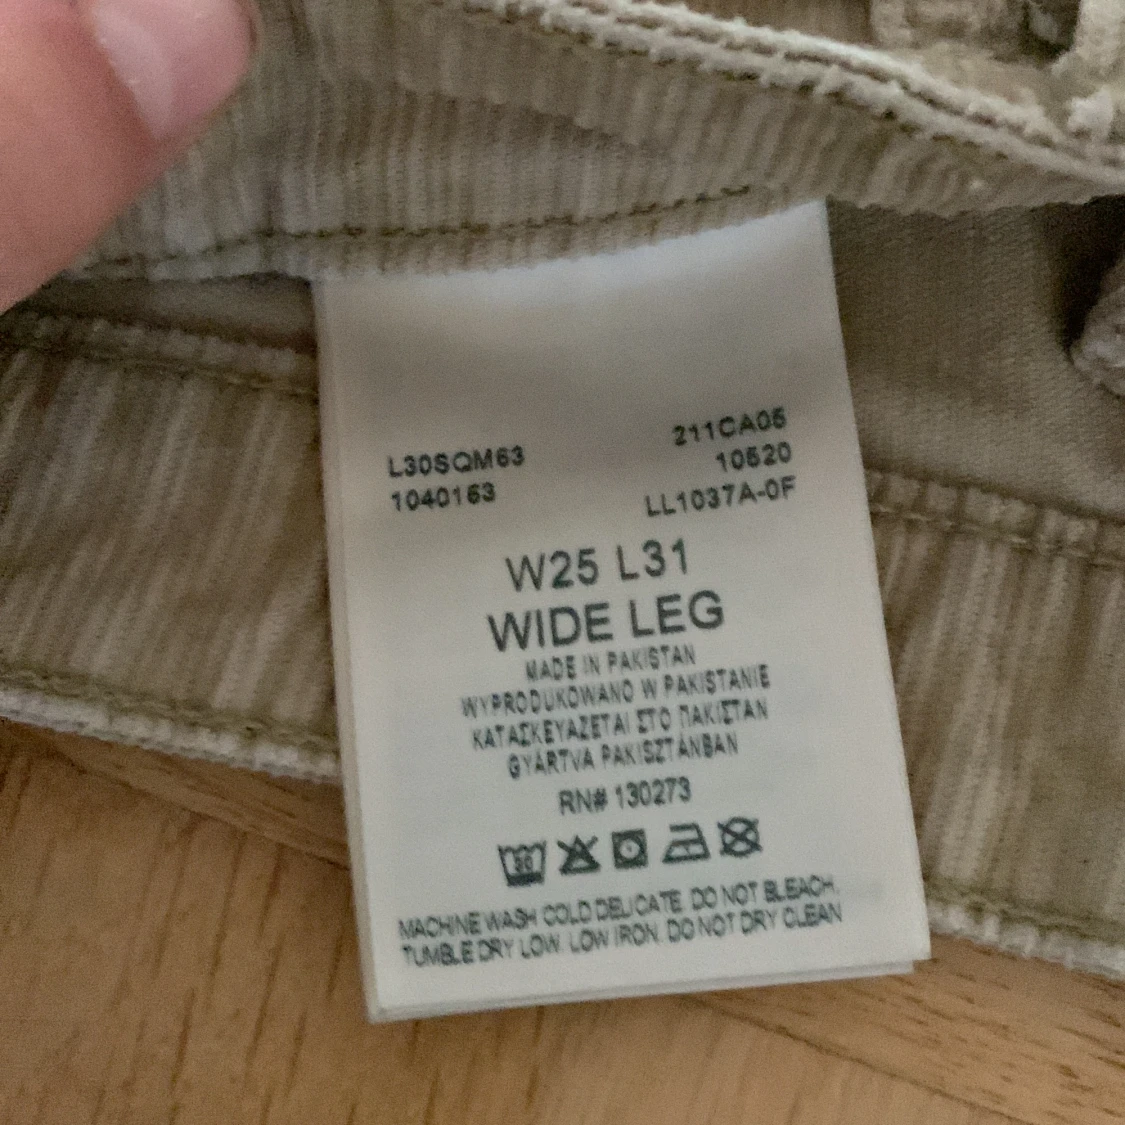 L30SQM63
1040163
211CA05
10520
LL1037A-0F
W25 L31
WIDE LEG
MADE IN PAKISTAN
WYPRODUKOWANO W PAKISTANIE
ΚΑΤΑΣΚΕΥΑΖΕΤΑΙ ΣΤΟ ΠΑΚΙΣΤΑΝ
GYÁRTVA PAKISZTÁNBAN
RN# 130273
30
MACHINE WASH COLD DELICATE. DO NOT BLEACH.
TUMBLE DRY LOW. LOW IRON. DO NOT DRY CLEAN